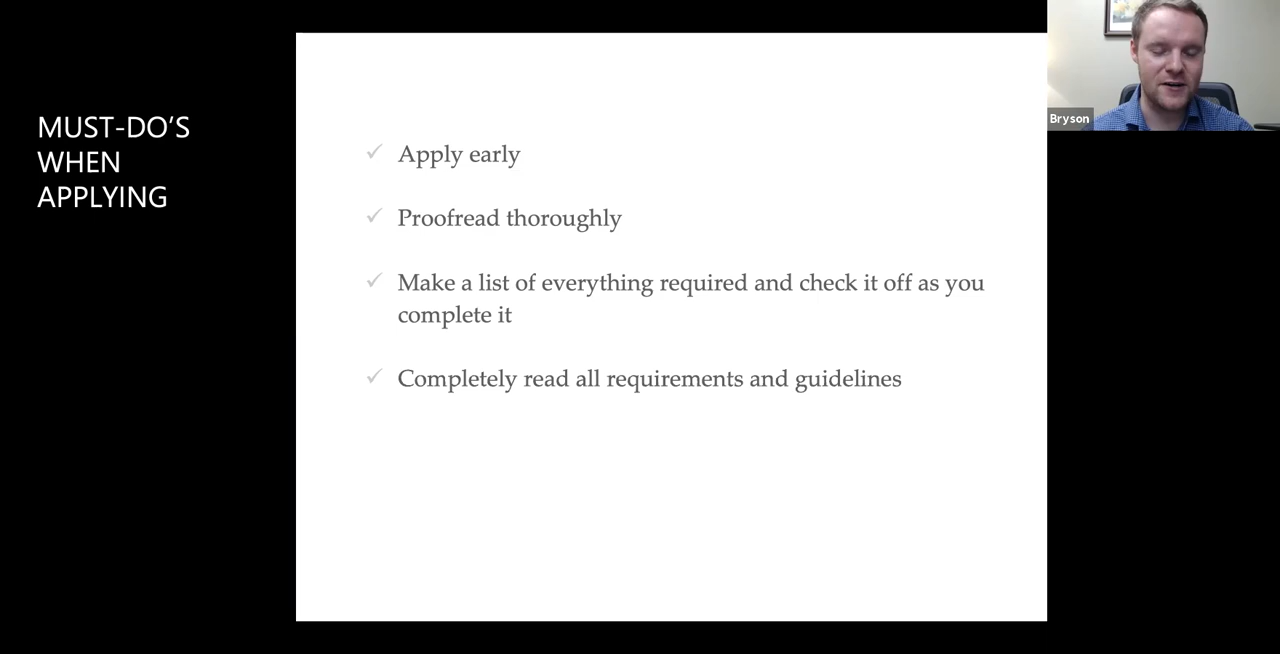 MUST-DO’S
WHEN
APPLYING
Apply early
Proofread thoroughly
Make a list of everything required and check it off as you
complete it
Completely read all requirements and guidelines
Bryson